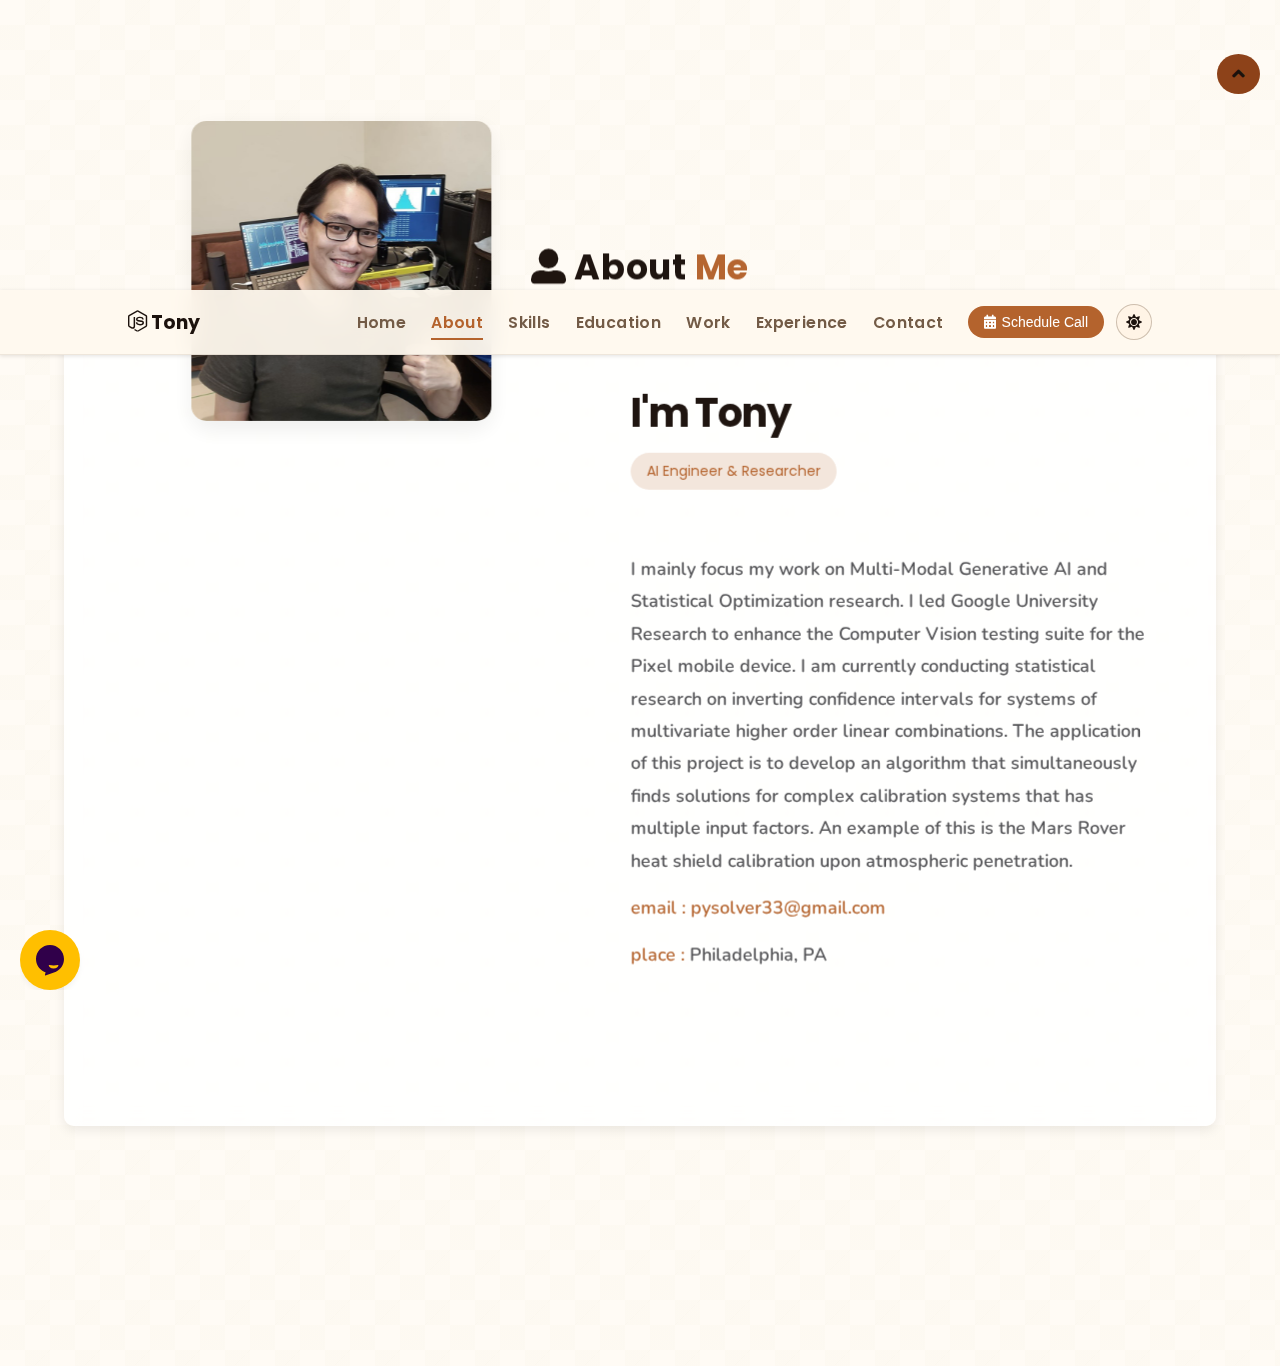 About Me
Tony
Home About Skills Education Work Experience Contact Schedule Call
I'm Tony
AI Engineer & Researcher
I mainly focus my work on Multi-Modal Generative AI and
Statistical Optimization research. I led Google University
Research to enhance the Computer Vision testing suite for the
Pixel mobile device. I am currently conducting statistical
research on inverting confidence intervals for systems of
multivariate higher order linear combinations. The application
of this project is to develop an algorithm that simultaneously
finds solutions for complex calibration systems that has
multiple input factors. An example of this is the Mars Rover
heat shield calibration upon atmospheric penetration.
email : pysolver33@gmail.com
place : Philadelphia, PA